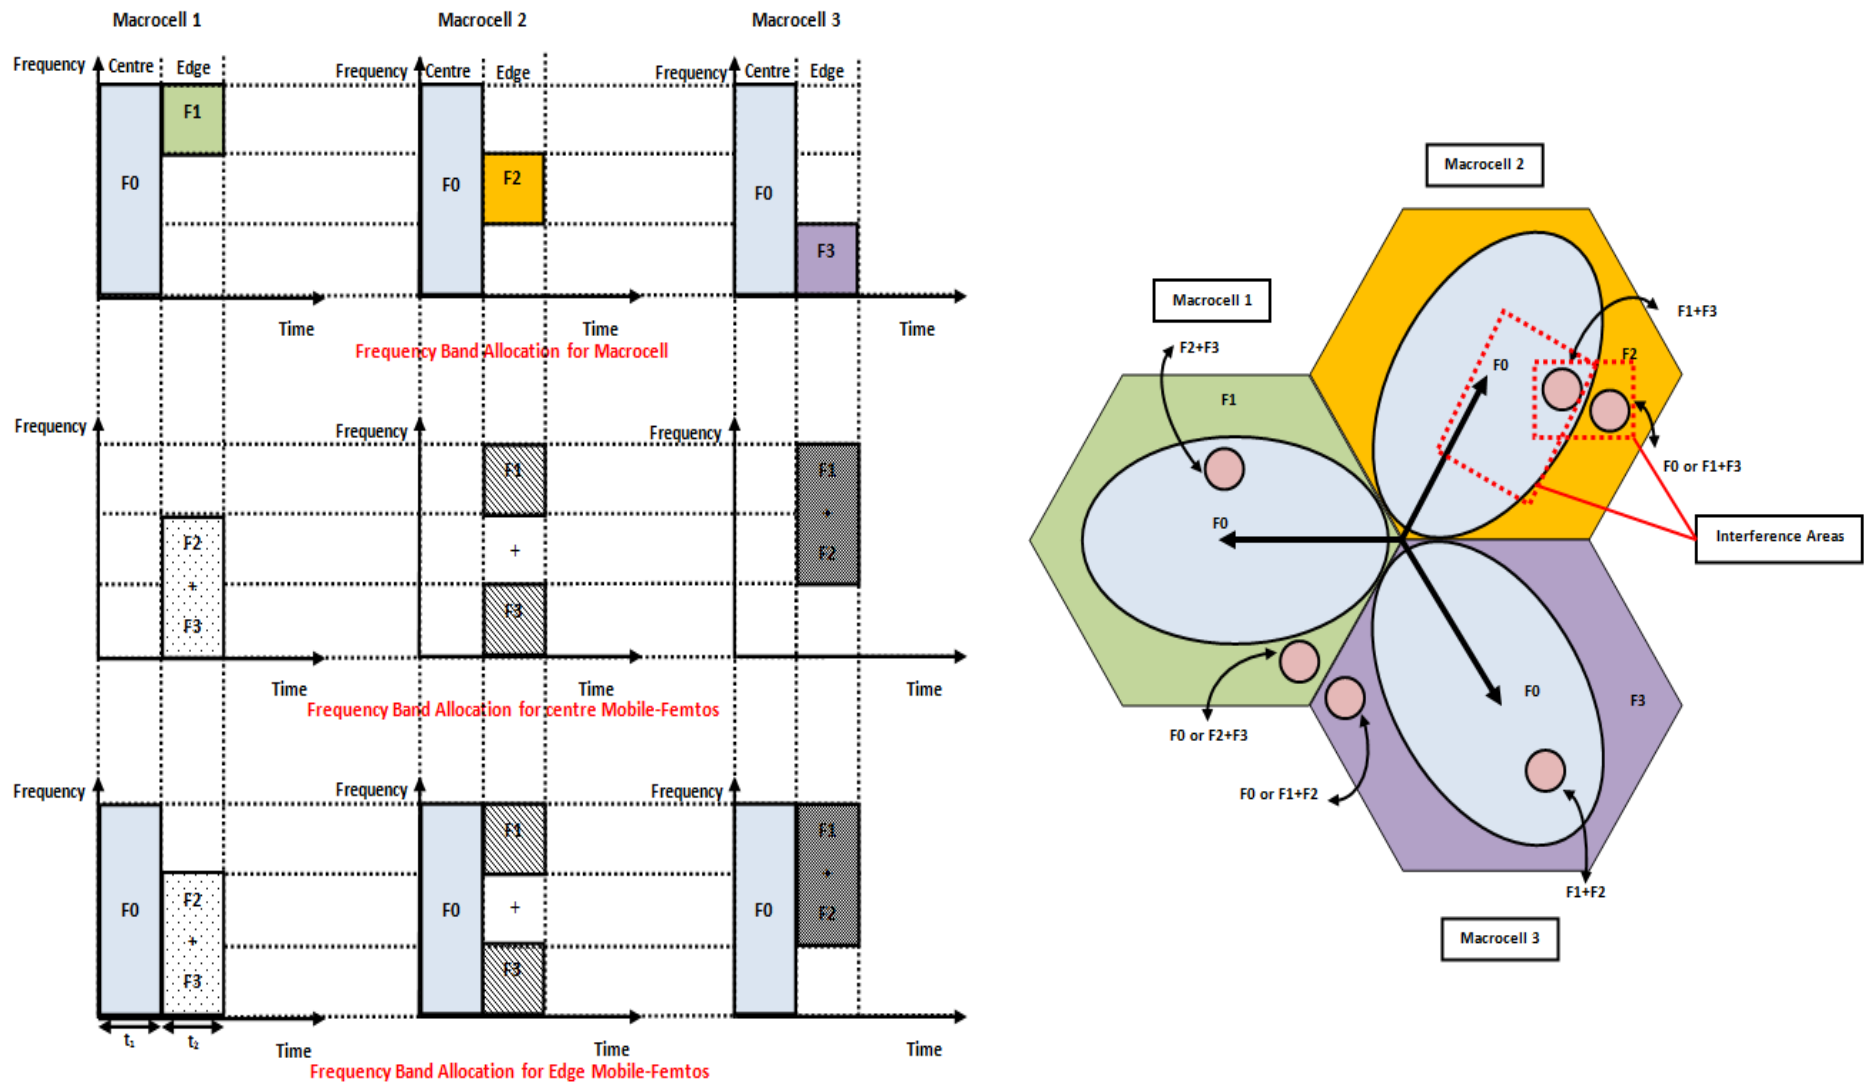 Macrocell 1
Macrocell 2
Macrocell 3
Frequency
Centre
Edge
Frequency
Centre
Edge
Frequency
Centre
Edge
F0
F1
F0
F2
F0
F3
Time
Time
Time
Frequency Band Allocation for Macrocell
Frequency
Frequency
Frequency
F2
+
F3
F1
+
F3
F1
+
F2
Time
Time
Time
Frequency Band Allocation for centre Mobile-Femtos
Frequency
Frequency
Frequency
F0
F2
+
F3
F0
F1
+
F3
F0
F1
+
F2
t₁
t₂
Time
Time
Time
Frequency Band Allocation for Edge Mobile-Femtos
Macrocell 2
Macrocell 1
F1+F3
F2+F3
F2
F0
F1
F0 or F1+F3
F0
Interference Areas
F0
F3
F0 or F2+F3
F0 or F1+F2
F1+F2
Macrocell 3